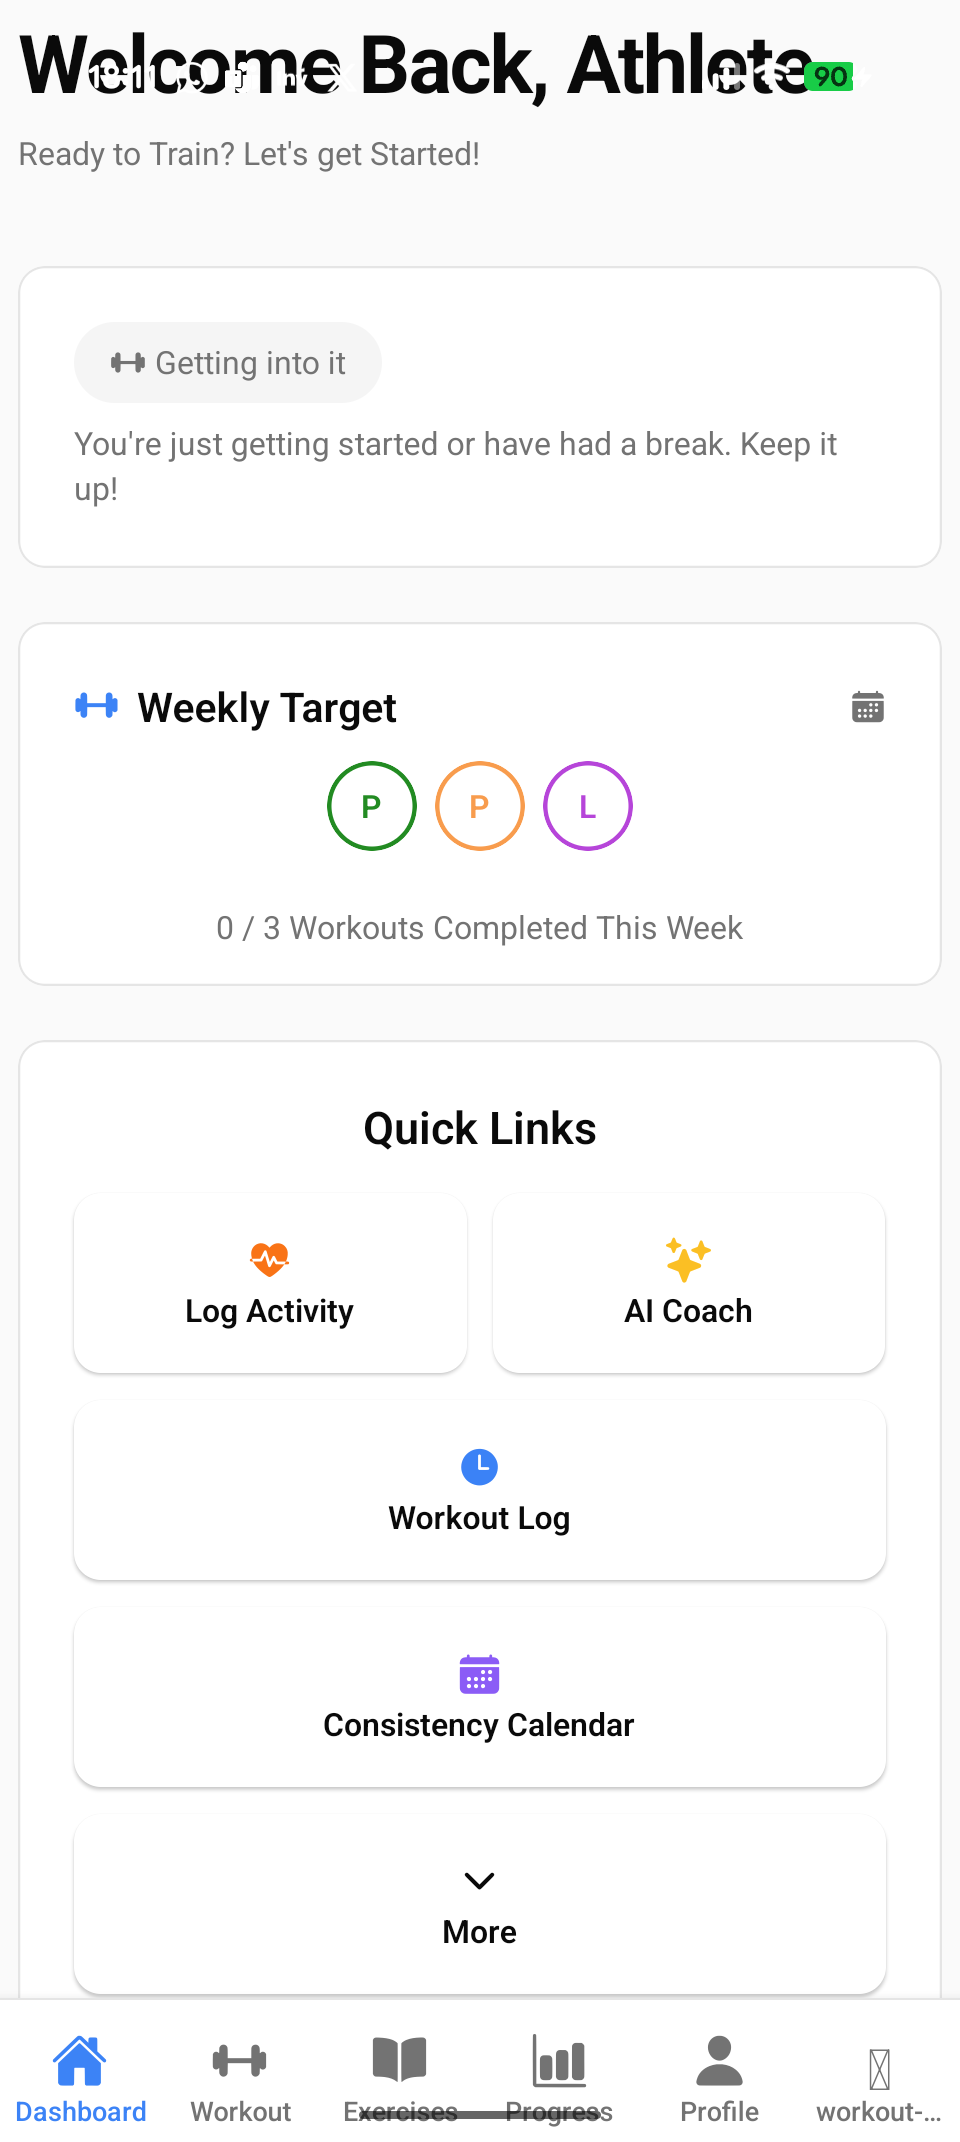 Welcome Back, Athlete
18:11
90
Ready to Train? Let's get Started!
Getting into it
You're just getting started or have had a break. Keep it
up!
Weekly Target
P P L
0 / 3 Workouts Completed This Week
Quick Links
Log Activity
AI Coach
Workout Log
Consistency Calendar
More
Dashboard
Workout
Exercises
Progress
Profile
workout-...